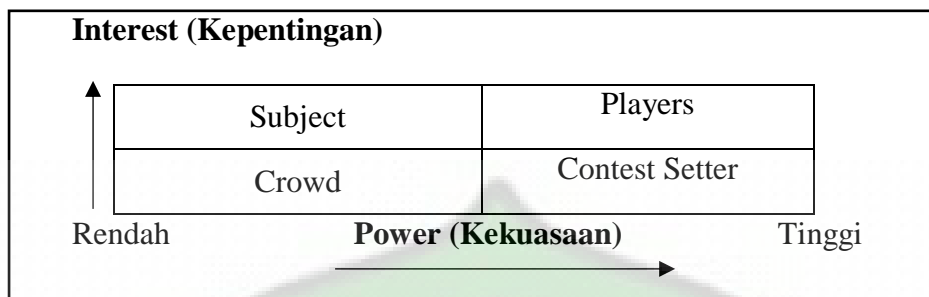 Interest (Kepentingan)
Subject Players
Crowd Contest Setter
Rendah Power (Kekuasaan) Tinggi